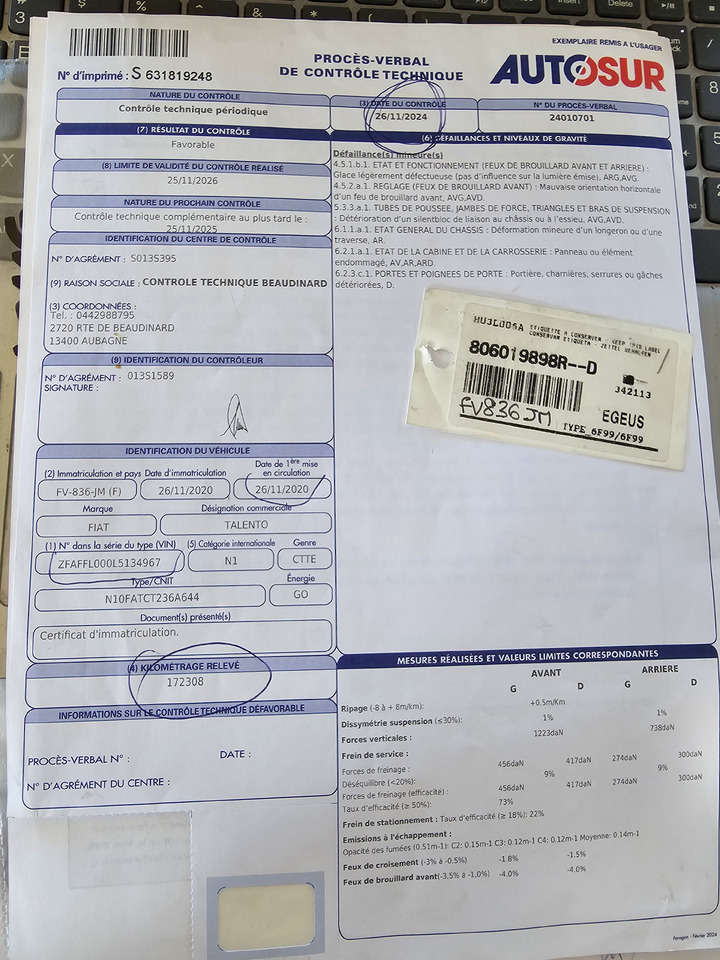 EXEMPLAIRE REMIS A L'USAGER
N° d'imprimé : S 631819248
PROCÈS-VERBAL
DE CONTRÔLE TECHNIQUE
AUTOSUR
NATURE DU CONTRÔLE
Contrôle technique périodique
(3) DATE DU CONTRÔLE
26/11/2024
N° DU PROCÈS-VERBAL
24010701
(7) RÉSULTAT DU CONTRÔLE
Favorable
(8) LIMITE DE VALIDITÉ DU CONTRÔLE RÉALISÉ
25/11/2026
NATURE DU PROCHAIN CONTRÔLE
Contrôle technique complémentaire au plus tard le :
25/11/2025
IDENTIFICATION DU CENTRE DE CONTRÔLE
N° D'AGRÉMENT : S013S395
(9) RAISON SOCIALE : CONTROLE TECHNIQUE BEAUDINARD
(3) COORDONNÉES :
Tel. : 0442988795
2720 RTE DE BEAUDINARD
13400 AUBAGNE
(9) IDENTIFICATION DU CONTRÔLEUR
N° D'AGRÉMENT : 013S1589
SIGNATURE :
IDENTIFICATION DU VÉHICULE
(2) Immatriculation et pays Date d'immatriculation Date de 1ère mise
en circulation
FV-836-JM (F) 26/11/2020 26/11/2020
Marque Désignation commerciale
FIAT TALENTO
(1) N° dans la série du type (VIN) (5) Catégorie internationale Genre
ZFAFFL000L5134967 N1 CTTE
Type/CNIT Énergie
N10FATCT236A644 GO
Document(s) présenté(s)
Certificat d'immatriculation.
(4) KILOMÉTRAGE RELEVÉ
172308
INFORMATIONS SUR LE CONTRÔLE TECHNIQUE DÉFAVORABLE
PROCÈS-VERBAL N° : DATE :
N° D'AGRÉMENT DU CENTRE :
(6) DÉFAILLANCES ET NIVEAUX DE GRAVITÉ
Défaillance(s) mineure(s)
4.5.1.b.1. ETAT ET FONCTIONNEMENT (FEUX DE BROUILLARD AVANT ET ARRIERE) :
Glace légèrement défectueuse (pas d'influence sur la lumière émise), ARG,AVG.
4.5.2.a.1. REGLAGE (FEUX DE BROUILLARD AVANT) : Mauvaise orientation horizontale
d'un feu de brouillard avant, AVG,AVD.
5.3.3.a.1. TUBES DE POUSSEE, JAMBES DE FORCE, TRIANGLES ET BRAS DE SUSPENSION
: Détérioration d'un silentbloc de liaison au châssis ou à l'essieu, AVG,AVD.
6.1.1.a.1. ETAT GENERAL DU CHASSIS : Déformation mineure d'un longeron ou d'une
traverse, AR.
6.2.1.a.1. ETAT DE LA CABINE ET DE LA CARROSSERIE : Panneau ou élément
endommagé, AV,AR,ARD.
6.2.3.c.1. PORTES ET POIGNEES DE PORTE : Portière, charnières, serrures ou gâches
détériorées, D.
ETIQUETTE A CONSERVER - KEEP THIS LABEL
CONSERVAR ETIQUETA - ZETTEL VERHALTEN
806019898R--D
J42113
FV836JM
EGEUS
TYPE 6F99/6F99
MESURES RÉALISÉES ET VALEURS LIMITES CORRESPONDANTES
AVANT ARRIERE
G D G D
Ripage (-8 à + 8m/km): +0.5m/Km
Dissymétrie suspension (≤30%): 1% 1%
Forces verticales : 1223daN 738daN
Frein de service :
Forces de freinage : 456daN 417daN 274daN 300daN
Déséquilibre (<20%): 9% 9%
Forces de freinage (efficacité) : 456daN 417daN 274daN 300daN
Taux d'efficacité (≥ 50%): 73%
Frein de stationnement : Taux d'efficacité (≥ 18%): 22%
Emissions à l'échappement :
Opacité des fumées (0.51m-1): C2: 0.15m-1 C3: 0.12m-1 C4: 0.12m-1 Moyenne: 0.14m-1
Feux de croisement (-3% à -0,5%) -1.8% -1.5%
Feux de brouillard avant(-3,5% à -1,0%) -4.0% -4.0%
Paragon - Février 2024